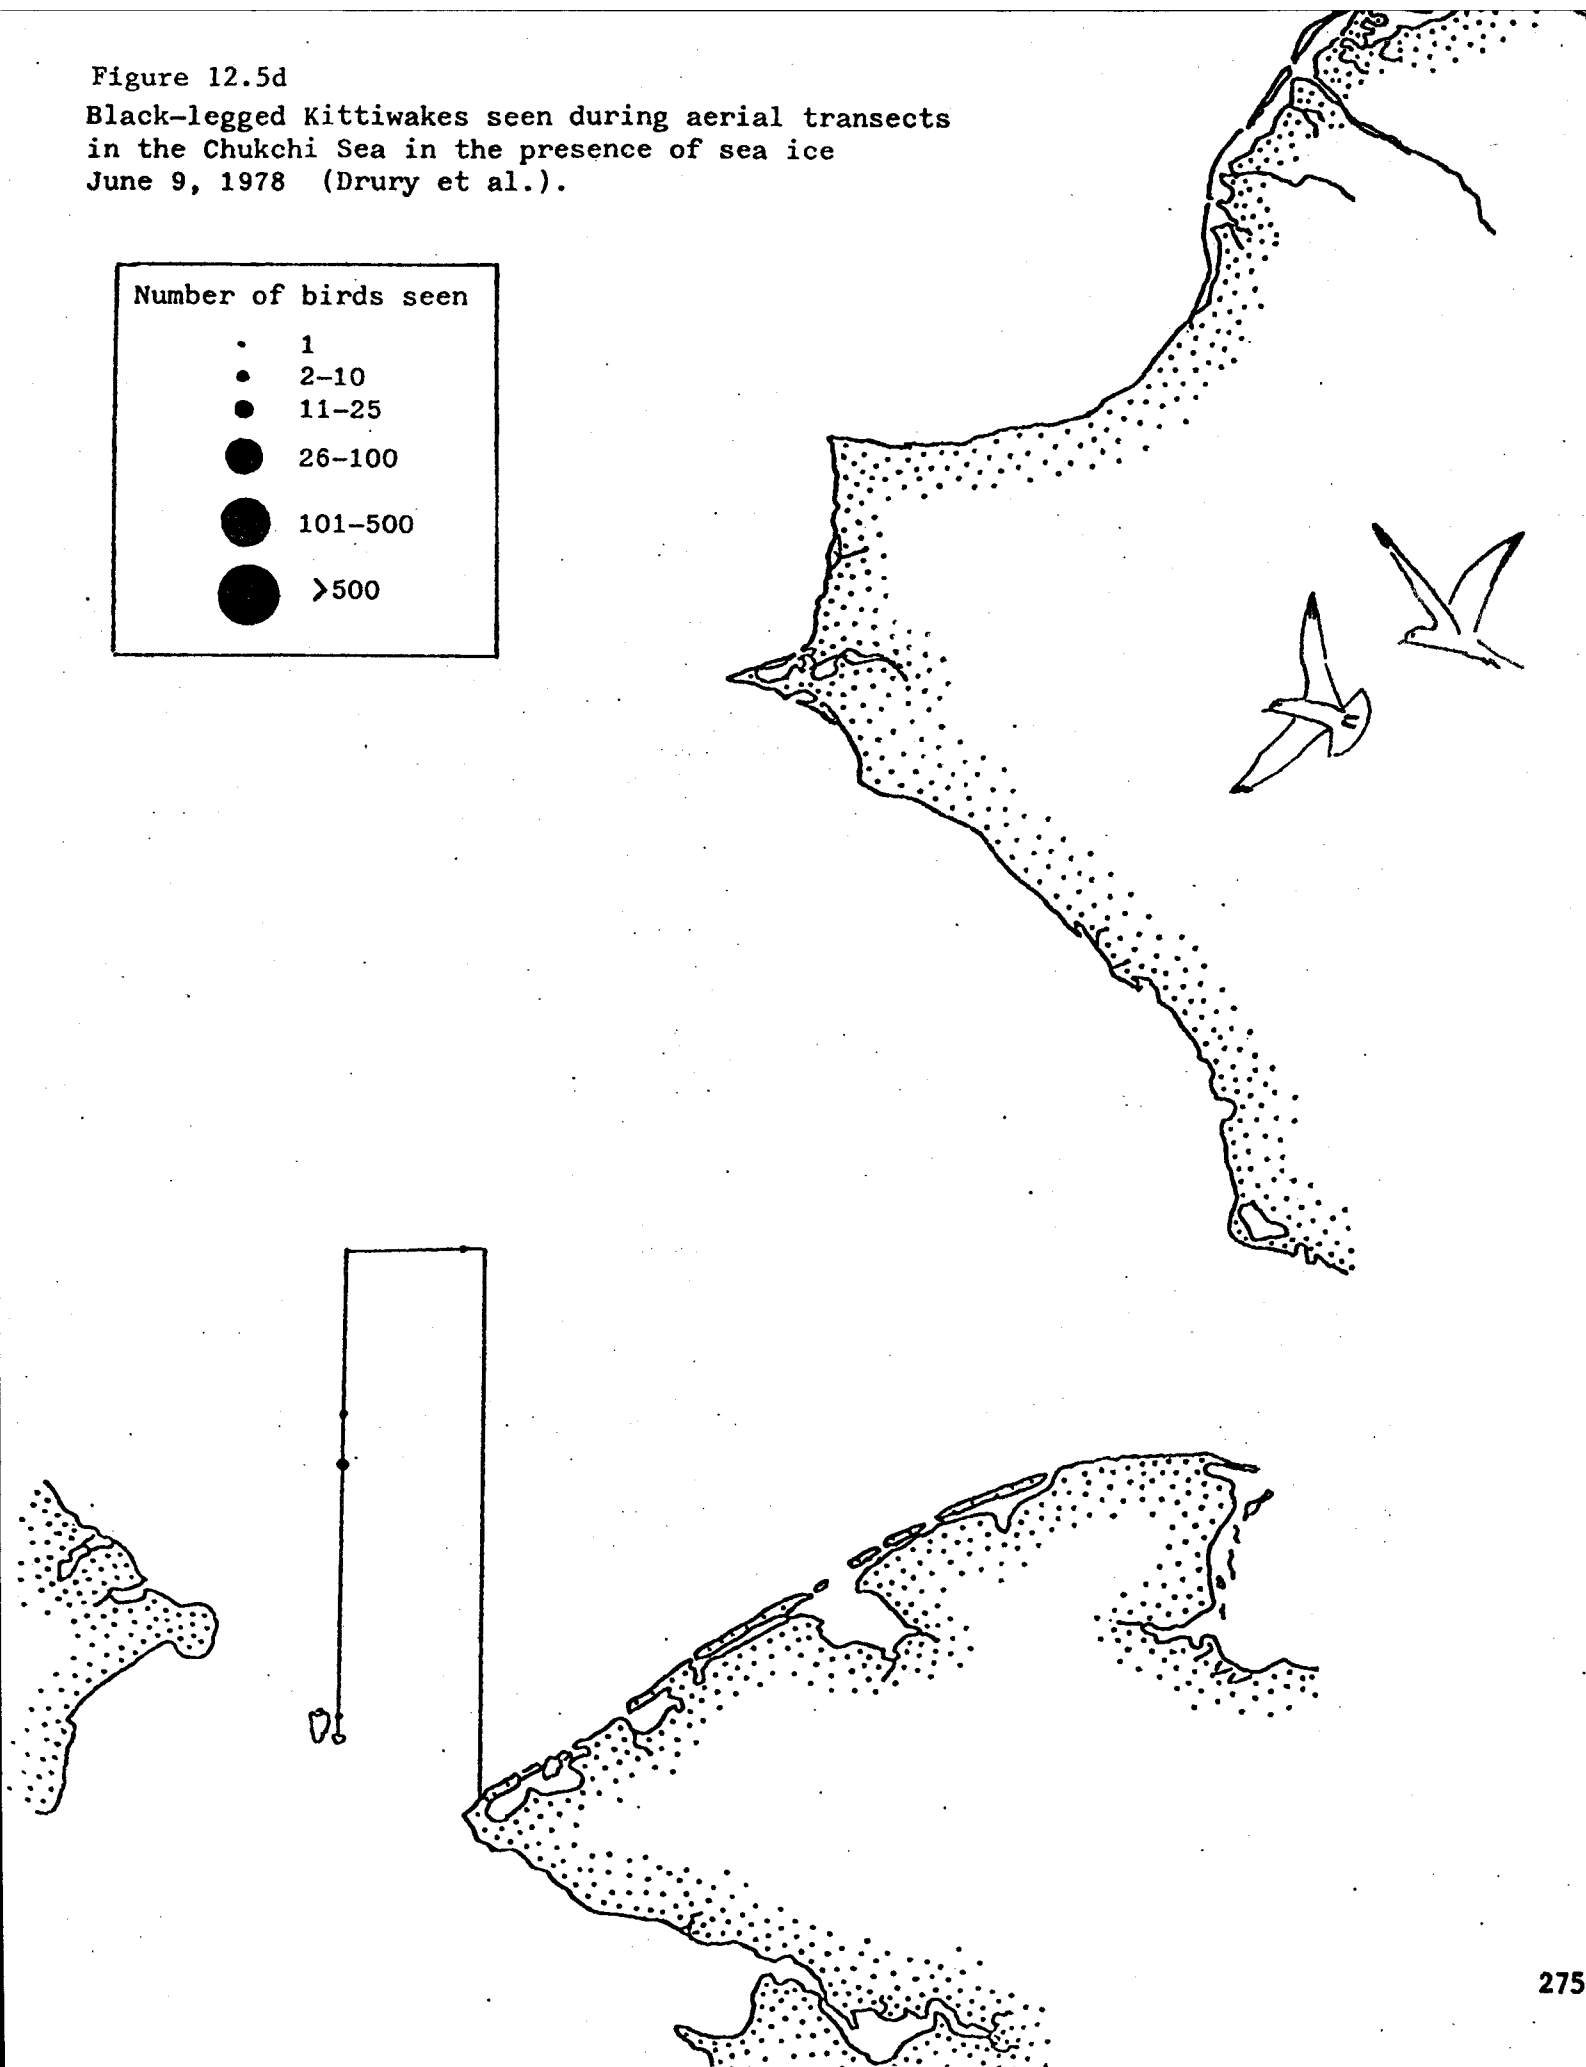 Figure 12.5d
Black-legged Kittiwakes seen during aerial transects
in the Chukchi Sea in the presence of sea ice
June 9, 1978 (Drury et al.).
Number of birds seen
1
2-10
11-25
26-100
101-500
>500
275